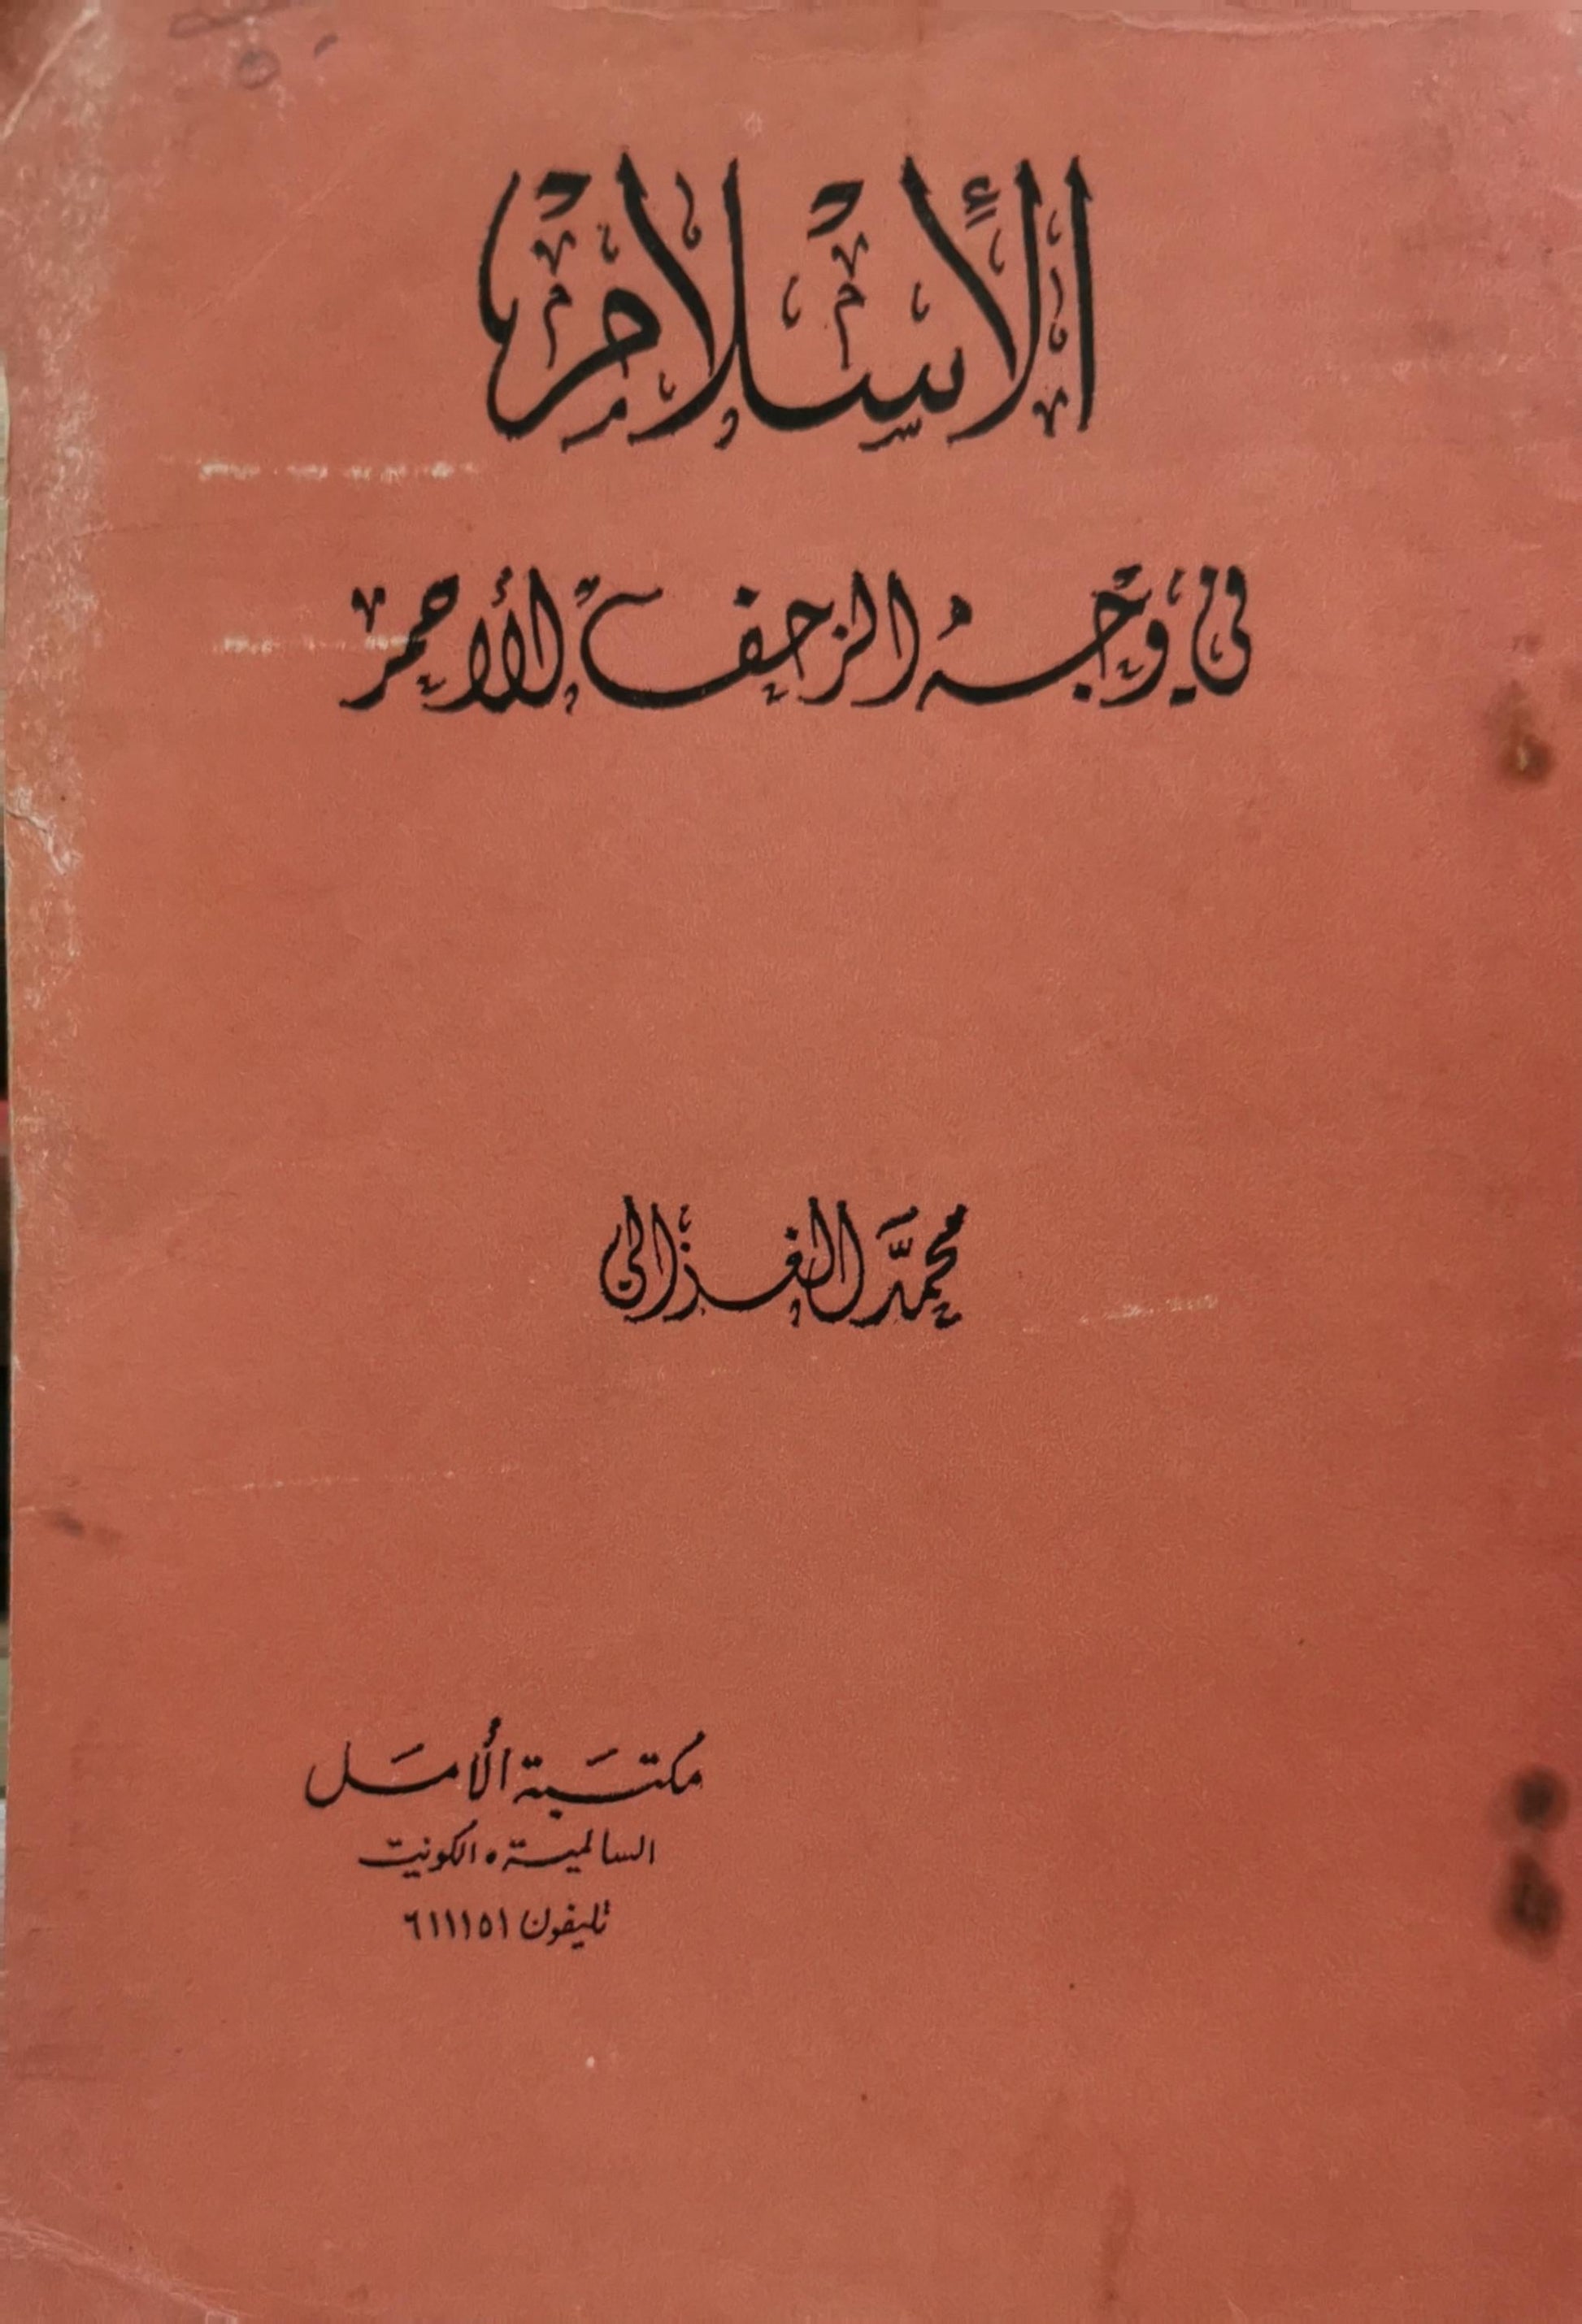 الإسلام
في وجه الزحف الأحمر
محمد الغزالي
مكتبة الأمل
السالمية . الكويت
تليفون ٦١١١٥١